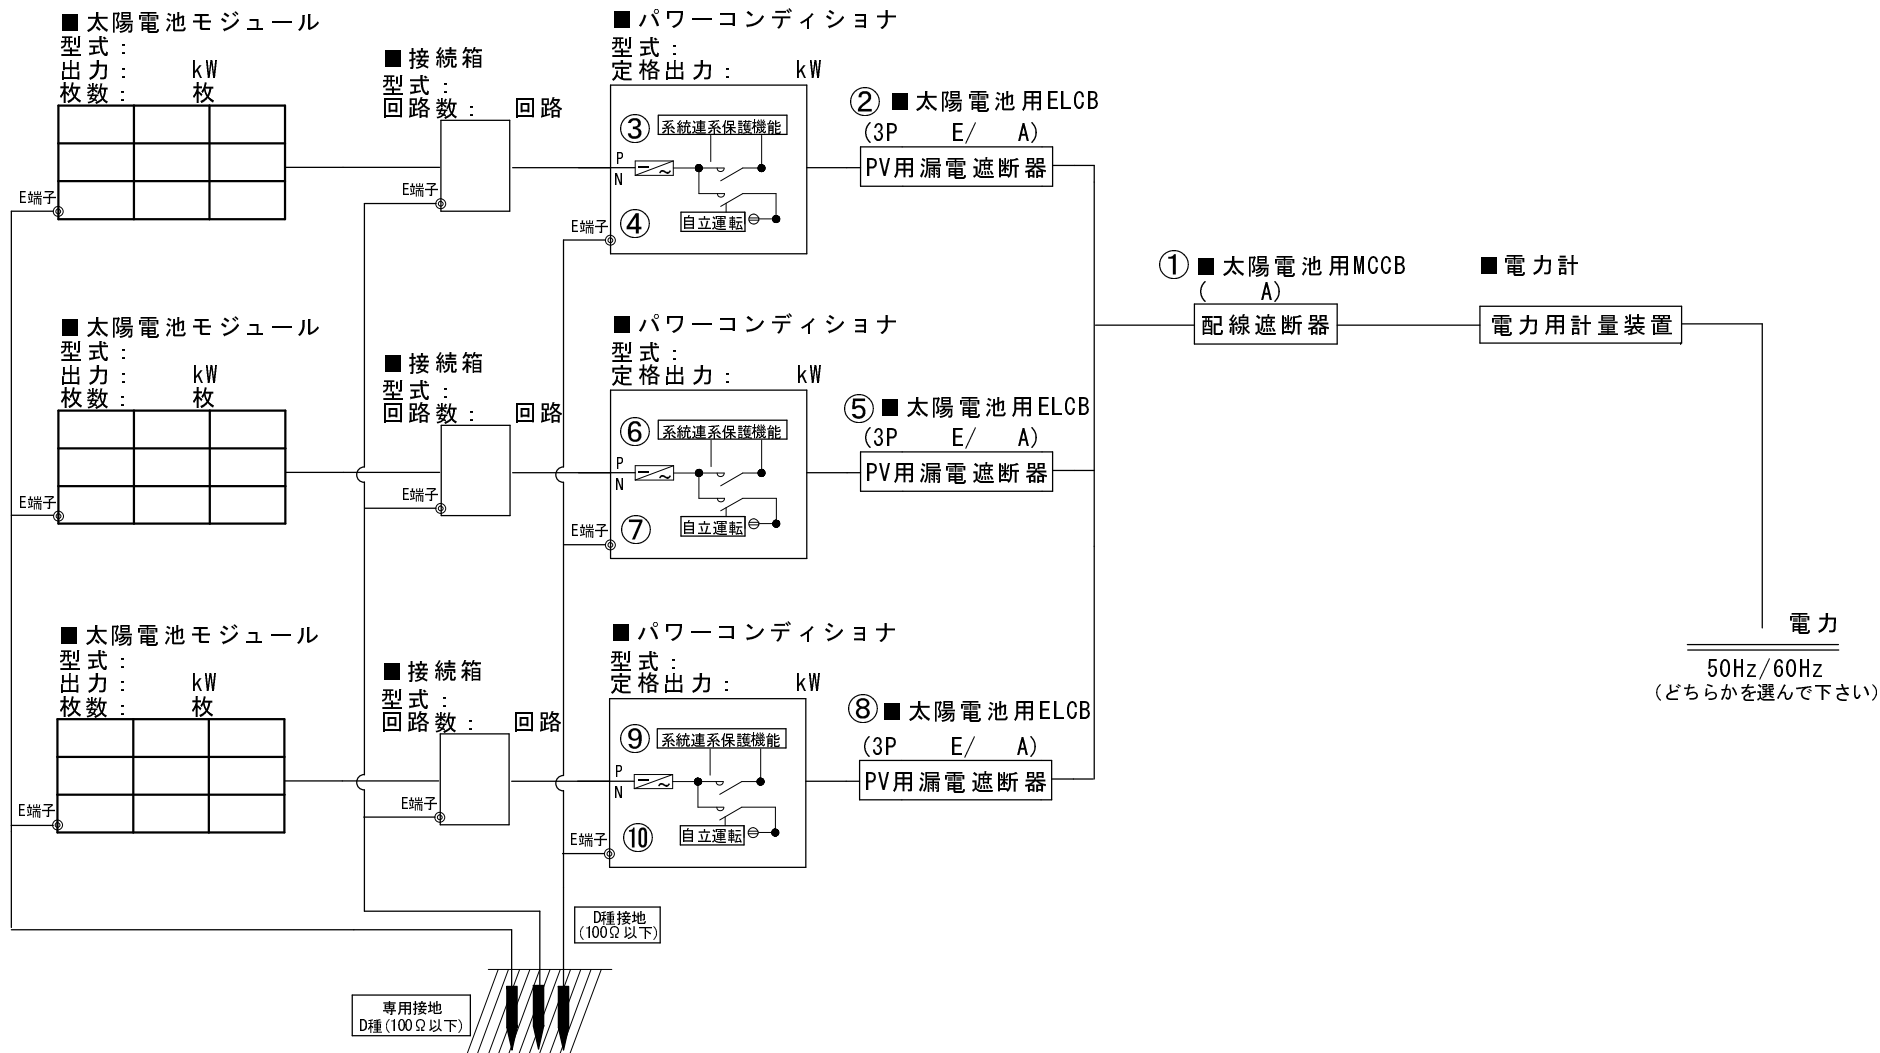 ■太陽電池モジュール
型式：
出力： kW
枚数： 枚
E端子
■接続箱
型式：
回路数： 回路
E端子
■パワーコンディショナ
型式：
定格出力： kW
③ 系統連系保護機能
P
N
④ 自立運転
E端子
② ■太陽電池用ELCB
(3P E/ A)
PV用漏電遮断器
① ■太陽電池用MCCB
( A)
配線遮断器
■電力計
電力用計量装置
■太陽電池モジュール
型式：
出力： kW
枚数： 枚
E端子
■接続箱
型式：
回路数： 回路
E端子
■パワーコンディショナ
型式：
定格出力： kW
⑥ 系統連系保護機能
P
N
⑦ 自立運転
E端子
⑤ ■太陽電池用ELCB
(3P E/ A)
PV用漏電遮断器
電力
50Hz/60Hz
(どちらかを選んで下さい)
■太陽電池モジュール
型式：
出力： kW
枚数： 枚
E端子
■接続箱
型式：
回路数： 回路
E端子
■パワーコンディショナ
型式：
定格出力： kW
⑨ 系統連系保護機能
P
N
⑩ 自立運転
E端子
⑧ ■太陽電池用ELCB
(3P E/ A)
PV用漏電遮断器
D種接地
(100Ω以下)
専用接地
D種(100Ω以下)